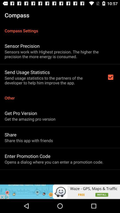 10:57
Compass
Compass Settings
Sensor Precision
Sensors work with Highest precision. The higher the
precision the more energy is consumed.
Send Usage Statistics
Send usage statistics to the partners of the
developer to help him improve the app.
Other
Get Pro Version
Get the amazing pro version
Share
Share this app with friends
Enter Promotion Code
Opens a dialog where you can enter a promotion code.
Waze - GPS, Maps & Traffic